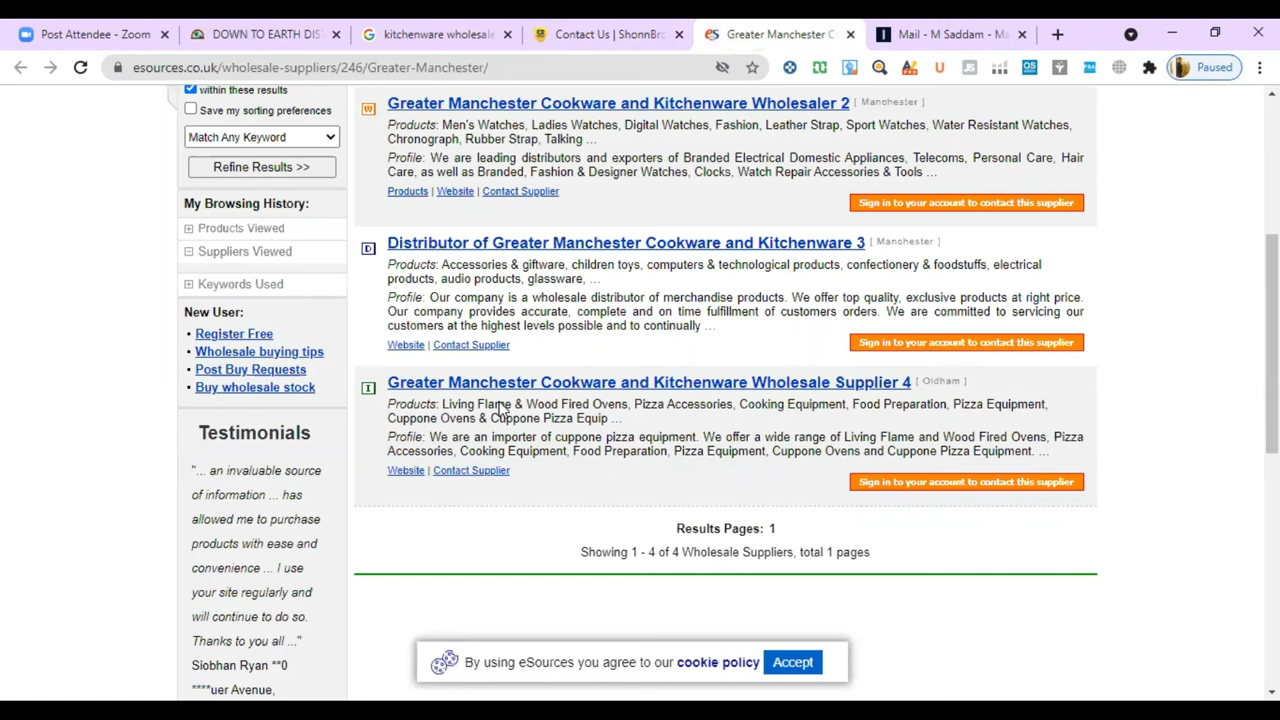 Post Attendee - Zoom
DOWN TO EARTH DIS
kitchenware wholesale
Contact Us | ShonnBro
Greater Manchester C
Mail - M Saddam - Ma
esources.co.uk/wholesale-suppliers/246/Greater-Manchester/
Paused
within these results
Save my sorting preferences
Match Any Keyword
Refine Results >>
My Browsing History:
Products Viewed
Suppliers Viewed
Keywords Used
New User:
Register Free
Wholesale buying tips
Post Buy Requests
Buy wholesale stock
Testimonials
"... an invaluable source
of information ... has
allowed me to purchase
products with ease and
convenience ... I use
your site regularly and
will continue to do so.
Thanks to you all ..."
Siobhan Ryan **0
****uer Avenue,
W Greater Manchester Cookware and Kitchenware Wholesaler 2 [ Manchester ]
Products: Men's Watches, Ladies Watches, Digital Watches, Fashion, Leather Strap, Sport Watches, Water Resistant Watches,
Chronograph, Rubber Strap, Talking ...
Profile: We are leading distributors and exporters of Branded Electrical Domestic Appliances, Telecoms, Personal Care, Hair
Care, as well as Branded, Fashion & Designer Watches, Clocks, Watch Repair Accessories & Tools ...
Products | Website | Contact Supplier
Sign in to your account to contact this supplier
D Distributor of Greater Manchester Cookware and Kitchenware 3 [ Manchester ]
Products: Accessories & giftware, children toys, computers & technological products, confectionery & foodstuffs, electrical
products, audio products, glassware, ...
Profile: Our company is a wholesale distributor of merchandise products. We offer top quality, exclusive products at right price.
Our company provides accurate, complete and on time fulfillment of customers orders. We are committed to servicing our
customers at the highest levels possible and to continually ...
Website | Contact Supplier
Sign in to your account to contact this supplier
I Greater Manchester Cookware and Kitchenware Wholesale Supplier 4 [ Oldham ]
Products: Living Flame & Wood Fired Ovens, Pizza Accessories, Cooking Equipment, Food Preparation, Pizza Equipment,
Cuppone Ovens & Cuppone Pizza Equip ...
Profile: We are an importer of cuppone pizza equipment. We offer a wide range of Living Flame and Wood Fired Ovens, Pizza
Accessories, Cooking Equipment, Food Preparation, Pizza Equipment, Cuppone Ovens and Cuppone Pizza Equipment. ...
Website | Contact Supplier
Sign in to your account to contact this supplier
Results Pages: 1
Showing 1 - 4 of 4 Wholesale Suppliers, total 1 pages
By using eSources you agree to our cookie policy
Accept